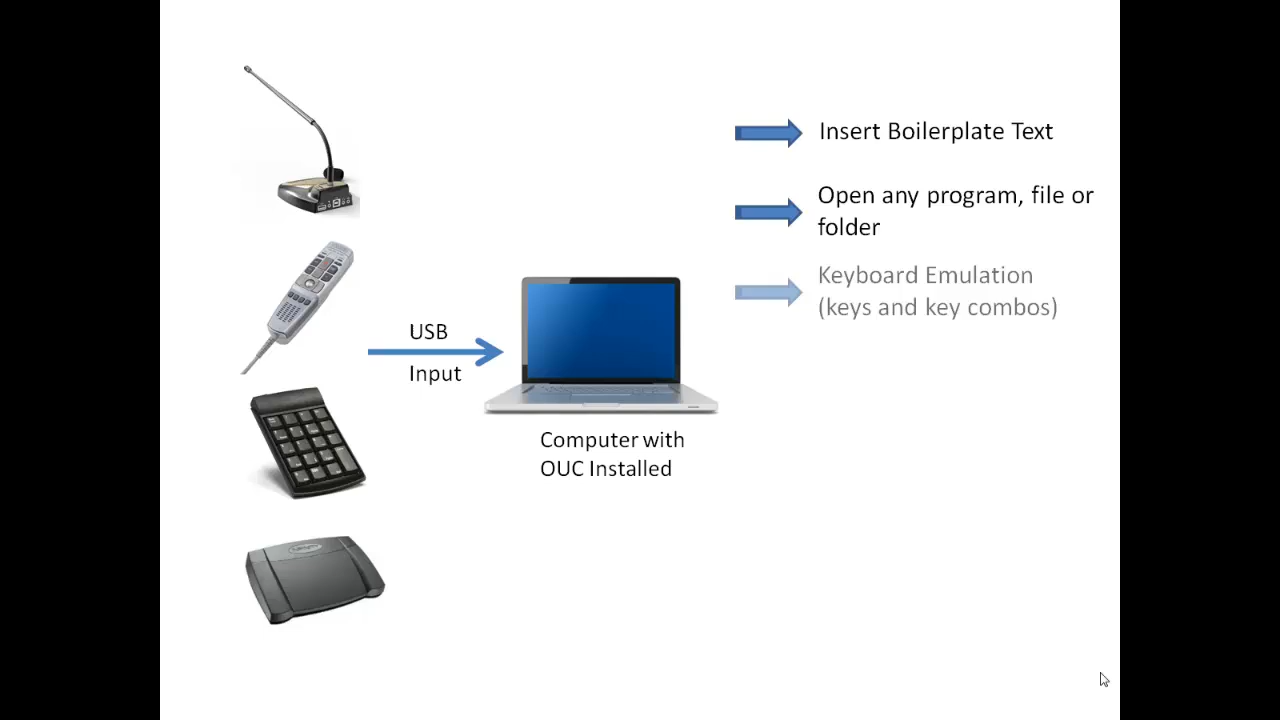 Insert Boilerplate Text
Open any program, file or
folder
Keyboard Emulation
(keys and key combos)
USB
Input
Computer with
OUC Installed